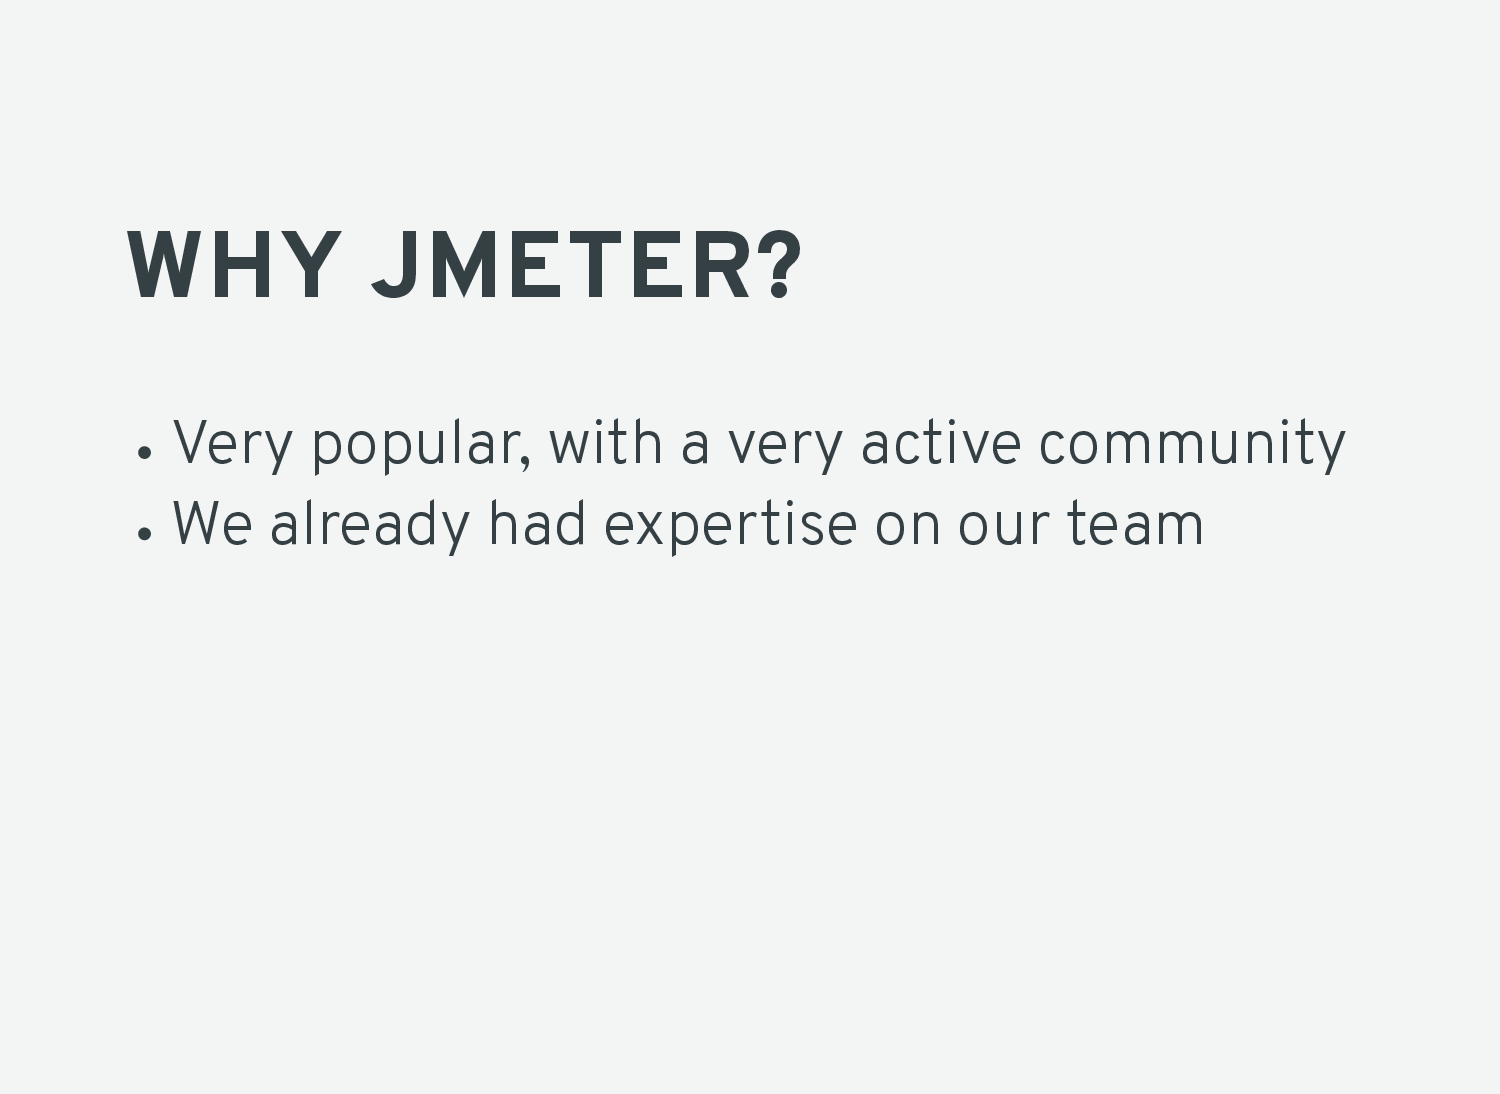 WHY JMETER?
• Very popular, with a very active community
• We already had expertise on our team